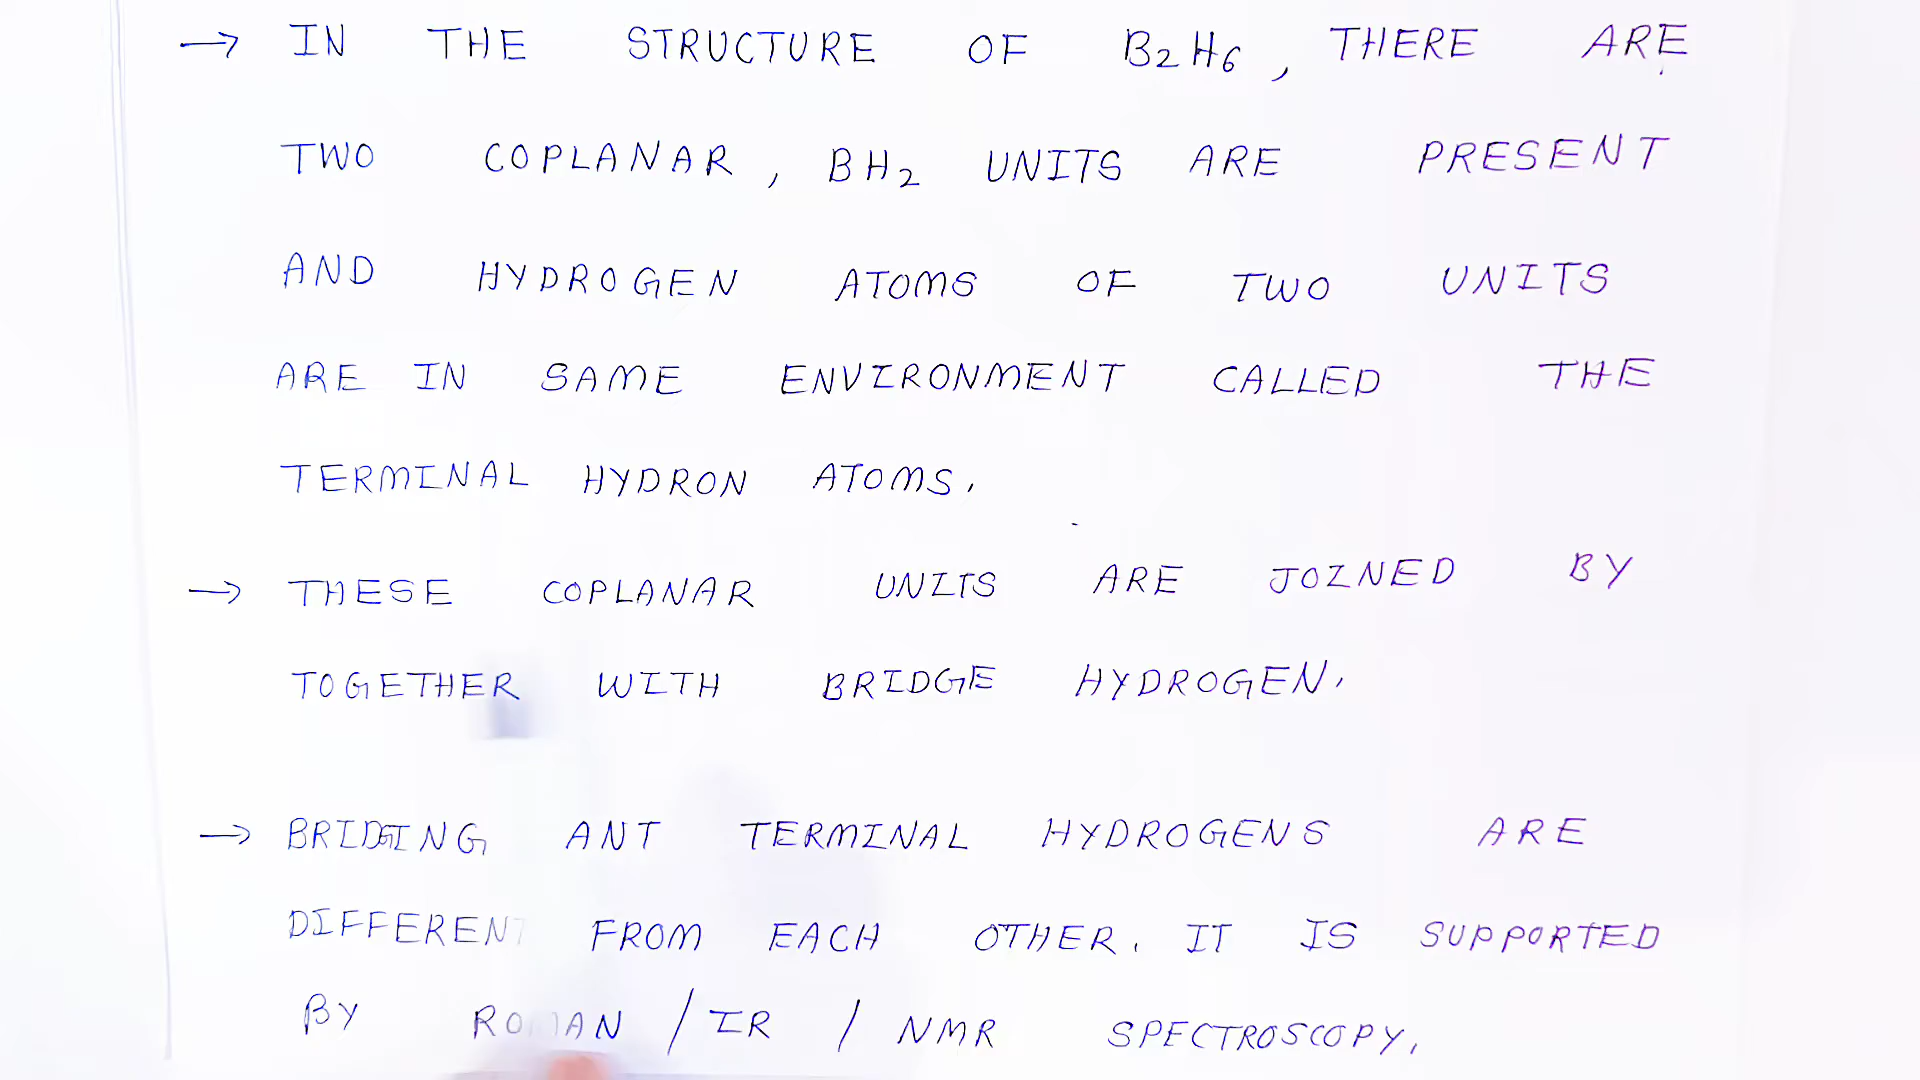 → IN THE STRUCTURE OF B₂H₆, THERE ARE
TWO COPLANAR, BH₂ UNITS ARE PRESENT
AND HYDROGEN ATOMS OF TWO UNITS
ARE IN SAME ENVIRONMENT CALLED THE
TERMINAL HYDRON ATOMS.
→ THESE COPLANAR UNITS ARE JOINED BY
TOGETHER WITH BRIDGE HYDROGEN.
→ BRIDGING ANT TERMINAL HYDROGENS ARE
DIFFERENT FROM EACH OTHER. IT IS SUPPORTED
BY / IR / NMR SPECTROSCOPY.